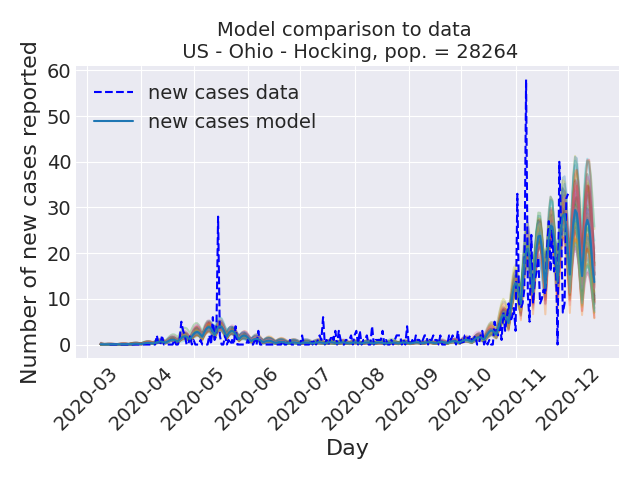 Model comparison to data
US - Ohio - Hocking, pop. = 28264
Number of new cases reported
60
50
40
30
20
10
0
new cases data
new cases model
2020-03
2020-04
2020-05
2020-06
2020-07
2020-08
2020-09
2020-10
2020-11
2020-12
Day